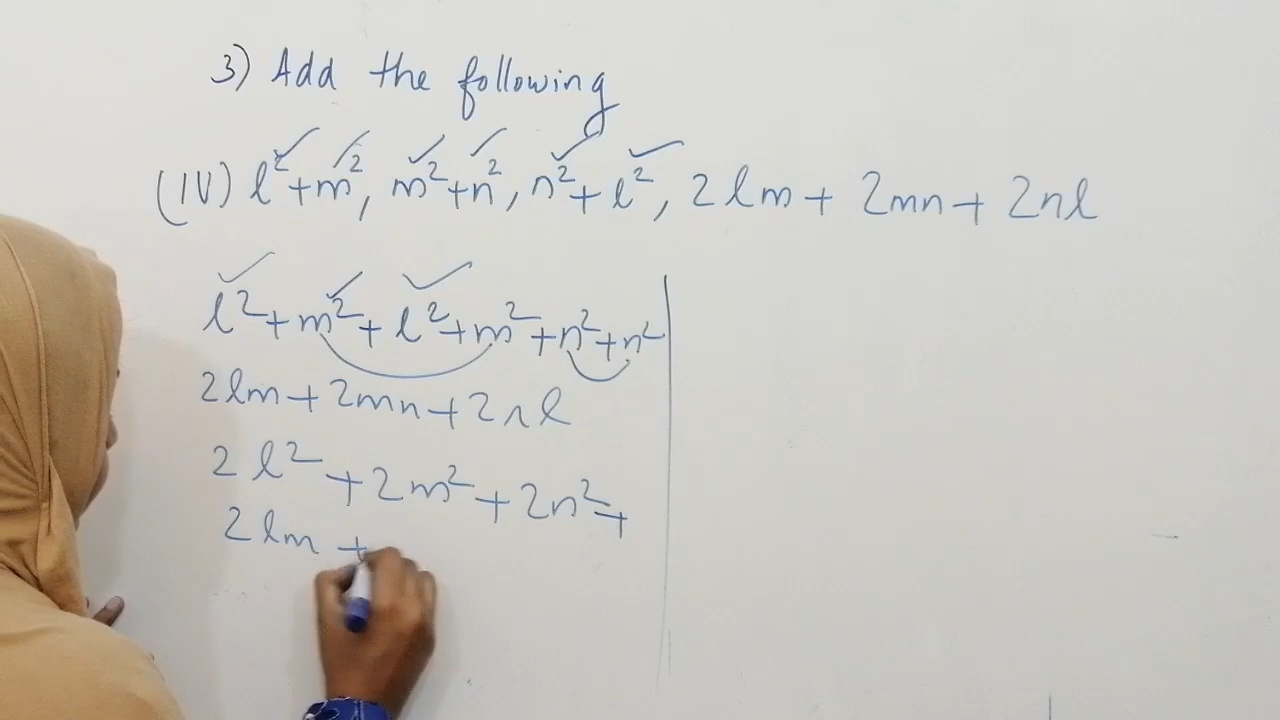 3) Add the following
(IV) l²+m², m²+n², n²+l², 2lm+ 2mn+ 2nl
l²+m²+l²+m²+n²+n²
2lm+2mn+2nl
2l²+2m²+2n²+
2lm +